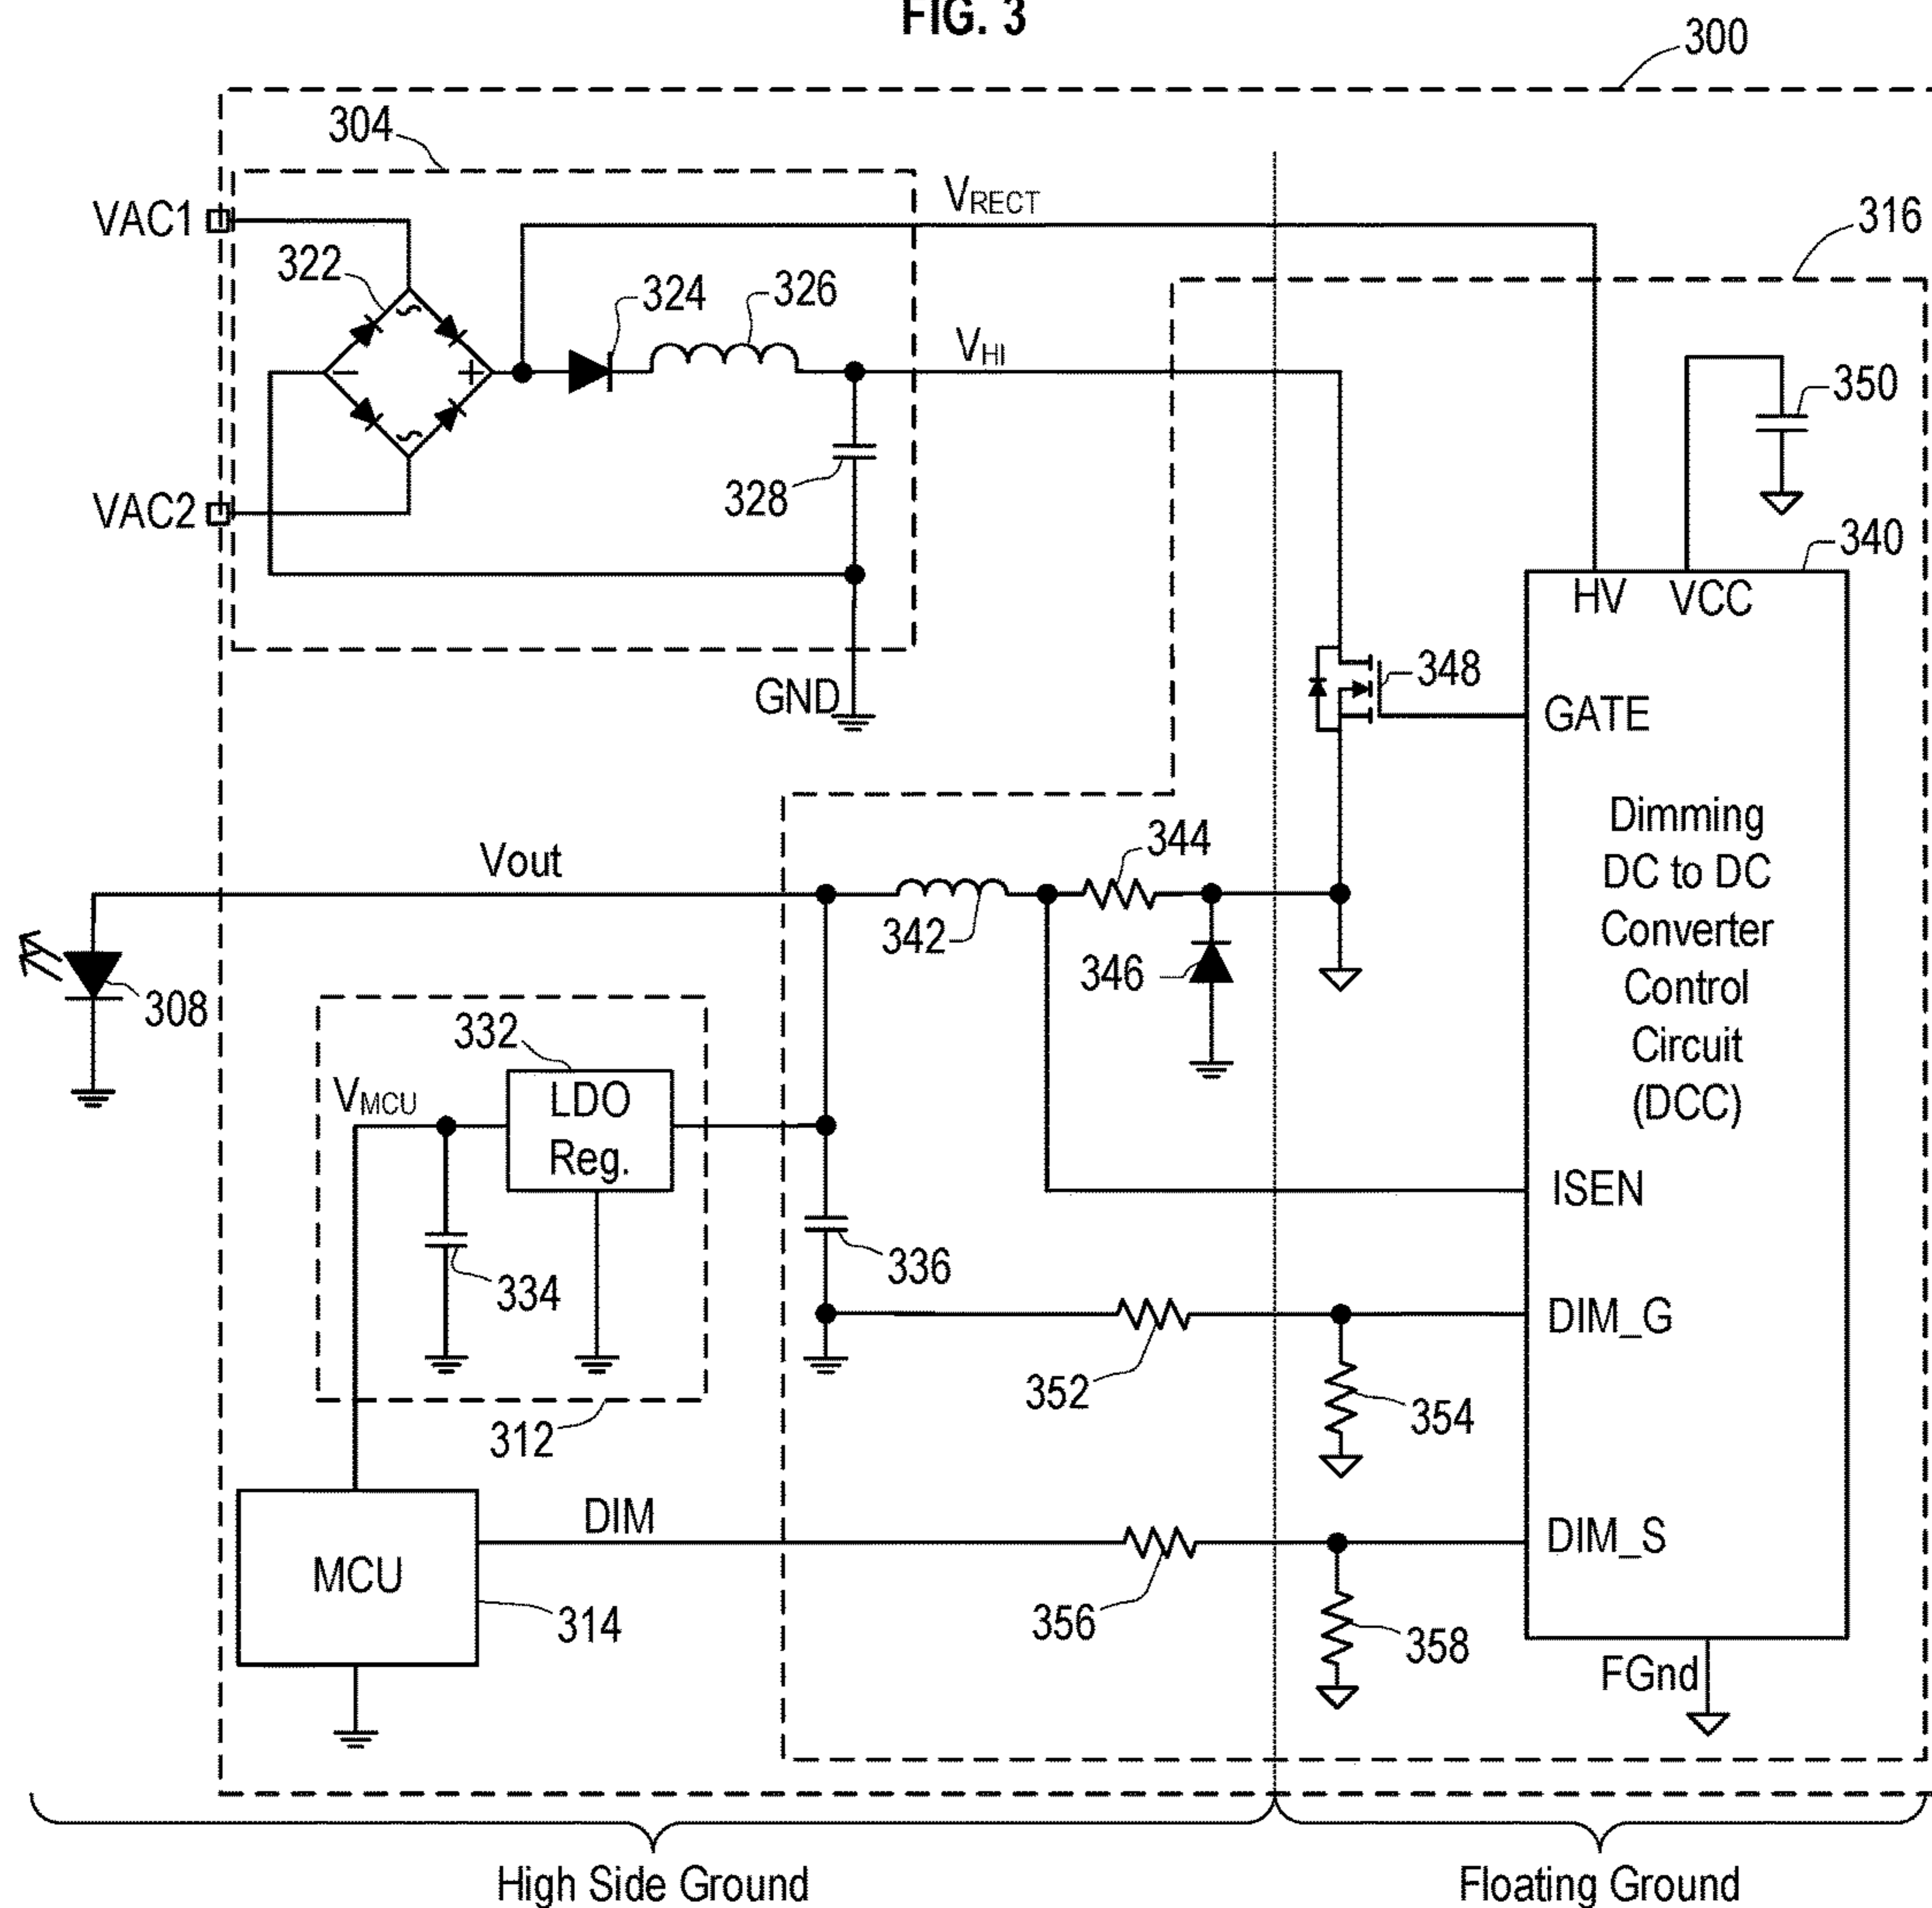 FIG. 3
300
304
VAC1
VRECT
316
322
324
326
VHI
350
328
VAC2
340
HV VCC
348
GND
GATE
Dimming
DC to DC
Converter
Control
Circuit
(DCC)
344
Vout
342
346
308
332
VMCU
LDO
Reg.
ISEN
336
334
DIM_G
352
354
312
DIM
DIM_S
MCU
314
356
358
FGnd
High Side Ground
Floating Ground